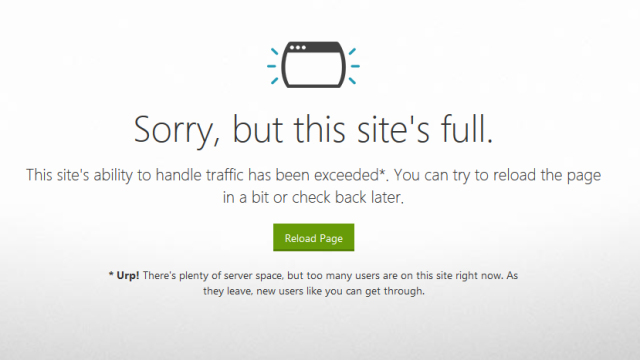 Sorry, but this site's full.
This site's ability to handle traffic has been exceeded*. You can try to reload the page
in a bit or check back later.
Reload Page
* Urp! There's plenty of server space, but too many users are on this site right now. As
they leave, new users like you can get through.